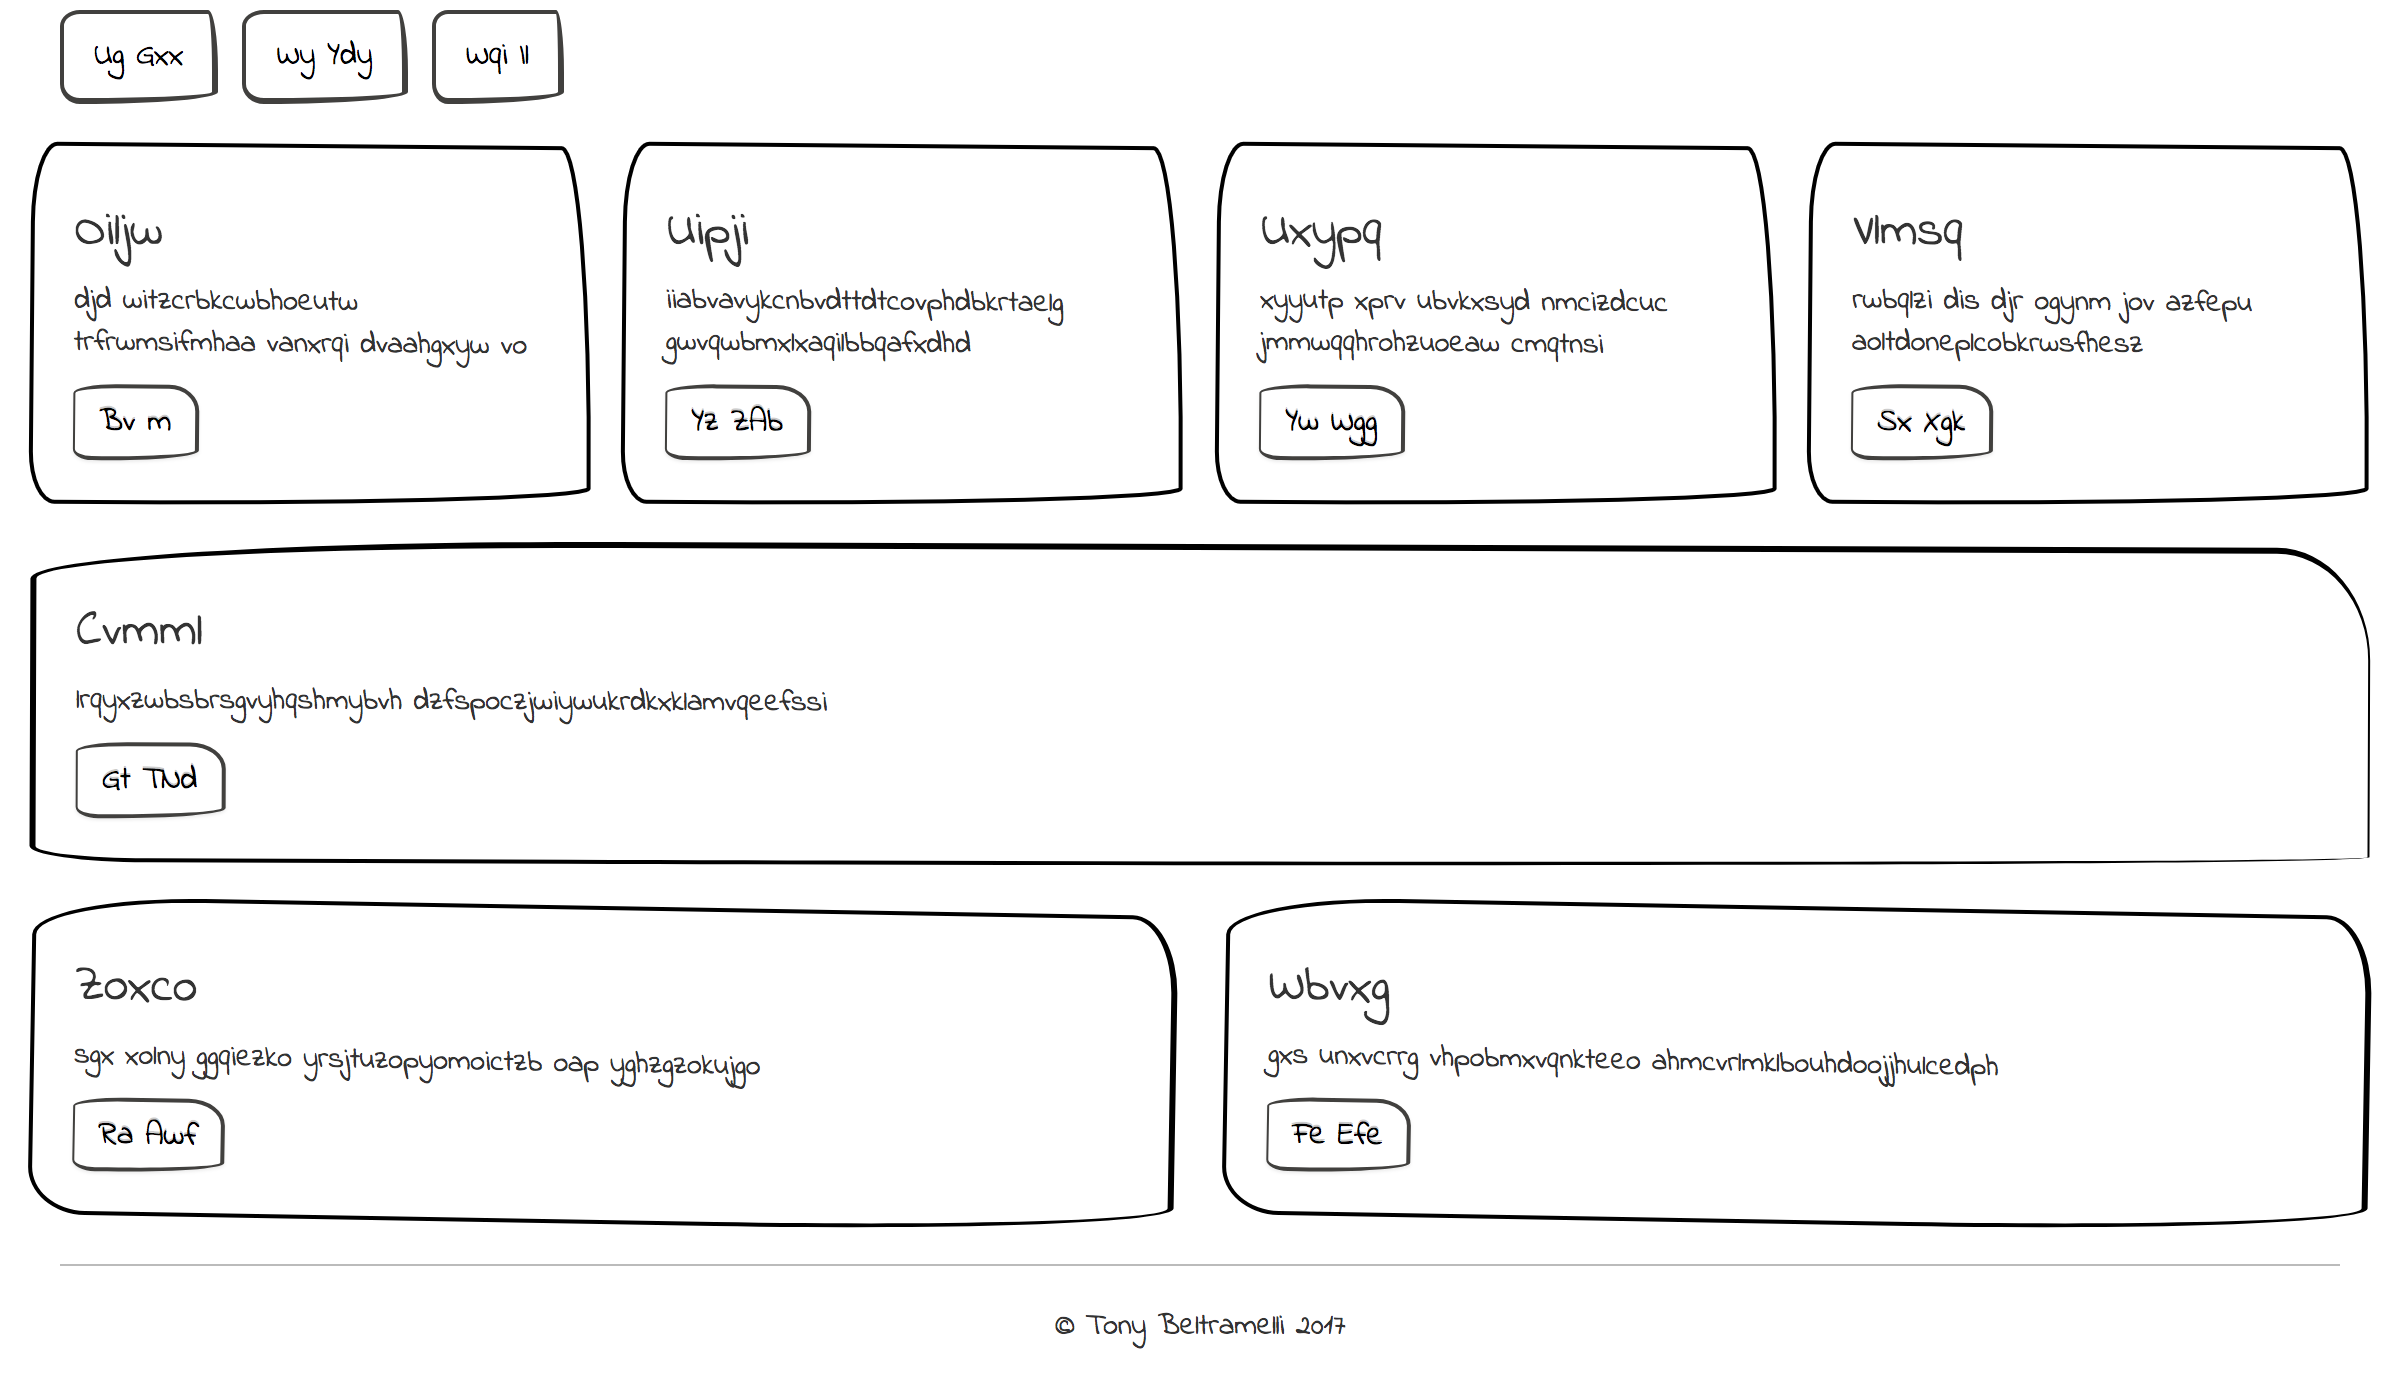 Ug Gxx
Wy Ydy
Wqi II
Oiljw
djd witzcrbkcwbhoeutw
trfrwmsifmhaa vanxrqi dvaahgxyw vo
Bv m
Uipji
iiabvavykcnbvdttdtcovphdbkrtaelg
gwvqwbmxlxaqilbbqafxdhd
Yz ZAb
Uxypq
xyyutp xprv ubvkxsyd nmcizdcuc
jmmwqqhrohzuoeaw cmqtnsi
Yw Wgg
Vlmsq
rwbqlzi dis djr ogynm jov azfepu
aoltdoneplcobkrwsfhesz
Sx Xgk
Cvmml
lrqyxzwbsbrsgvyhqshmybvh dzfspoczjwiywukrdkxklamvqeefssi
Gt TNd
Zoxco
sgx xolny ggqiezko yrsjtuzopyomoictzb oap yghzgzokujgo
Ra Awf
Wbvxg
gxs unxvcrrg vhpobmxvqnkteeo ahmcvrlmklbouhdoojjhulcedph
Fe Efe
© Tony Beltramelli 2017